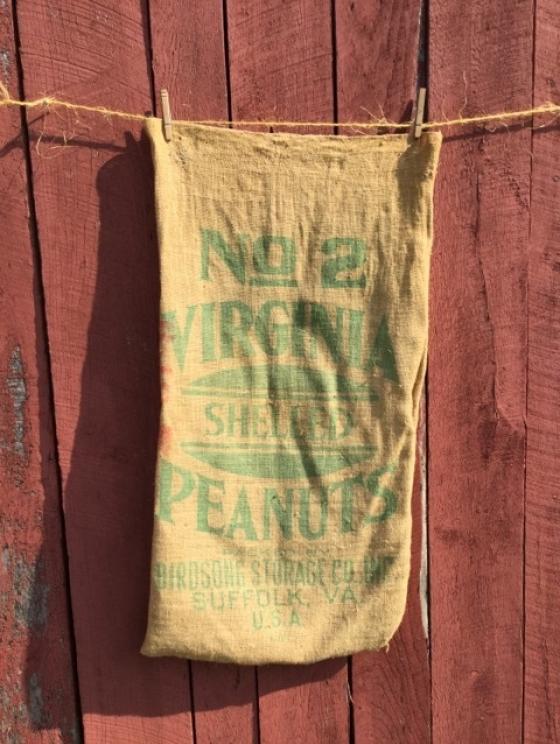 No 2
VIRGINIA
SHELLED
PEANUTS
BIRDSONG STORAGE CO. INC.
SUFFOLK, VA.
U.S.A.